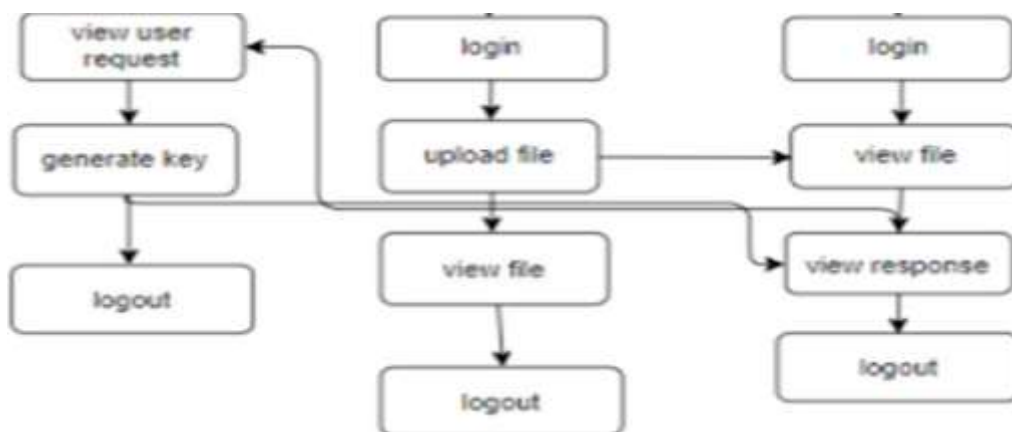 view user
request
login
login
generate key
upload file
view file
view file
view response
logout
logout
logout